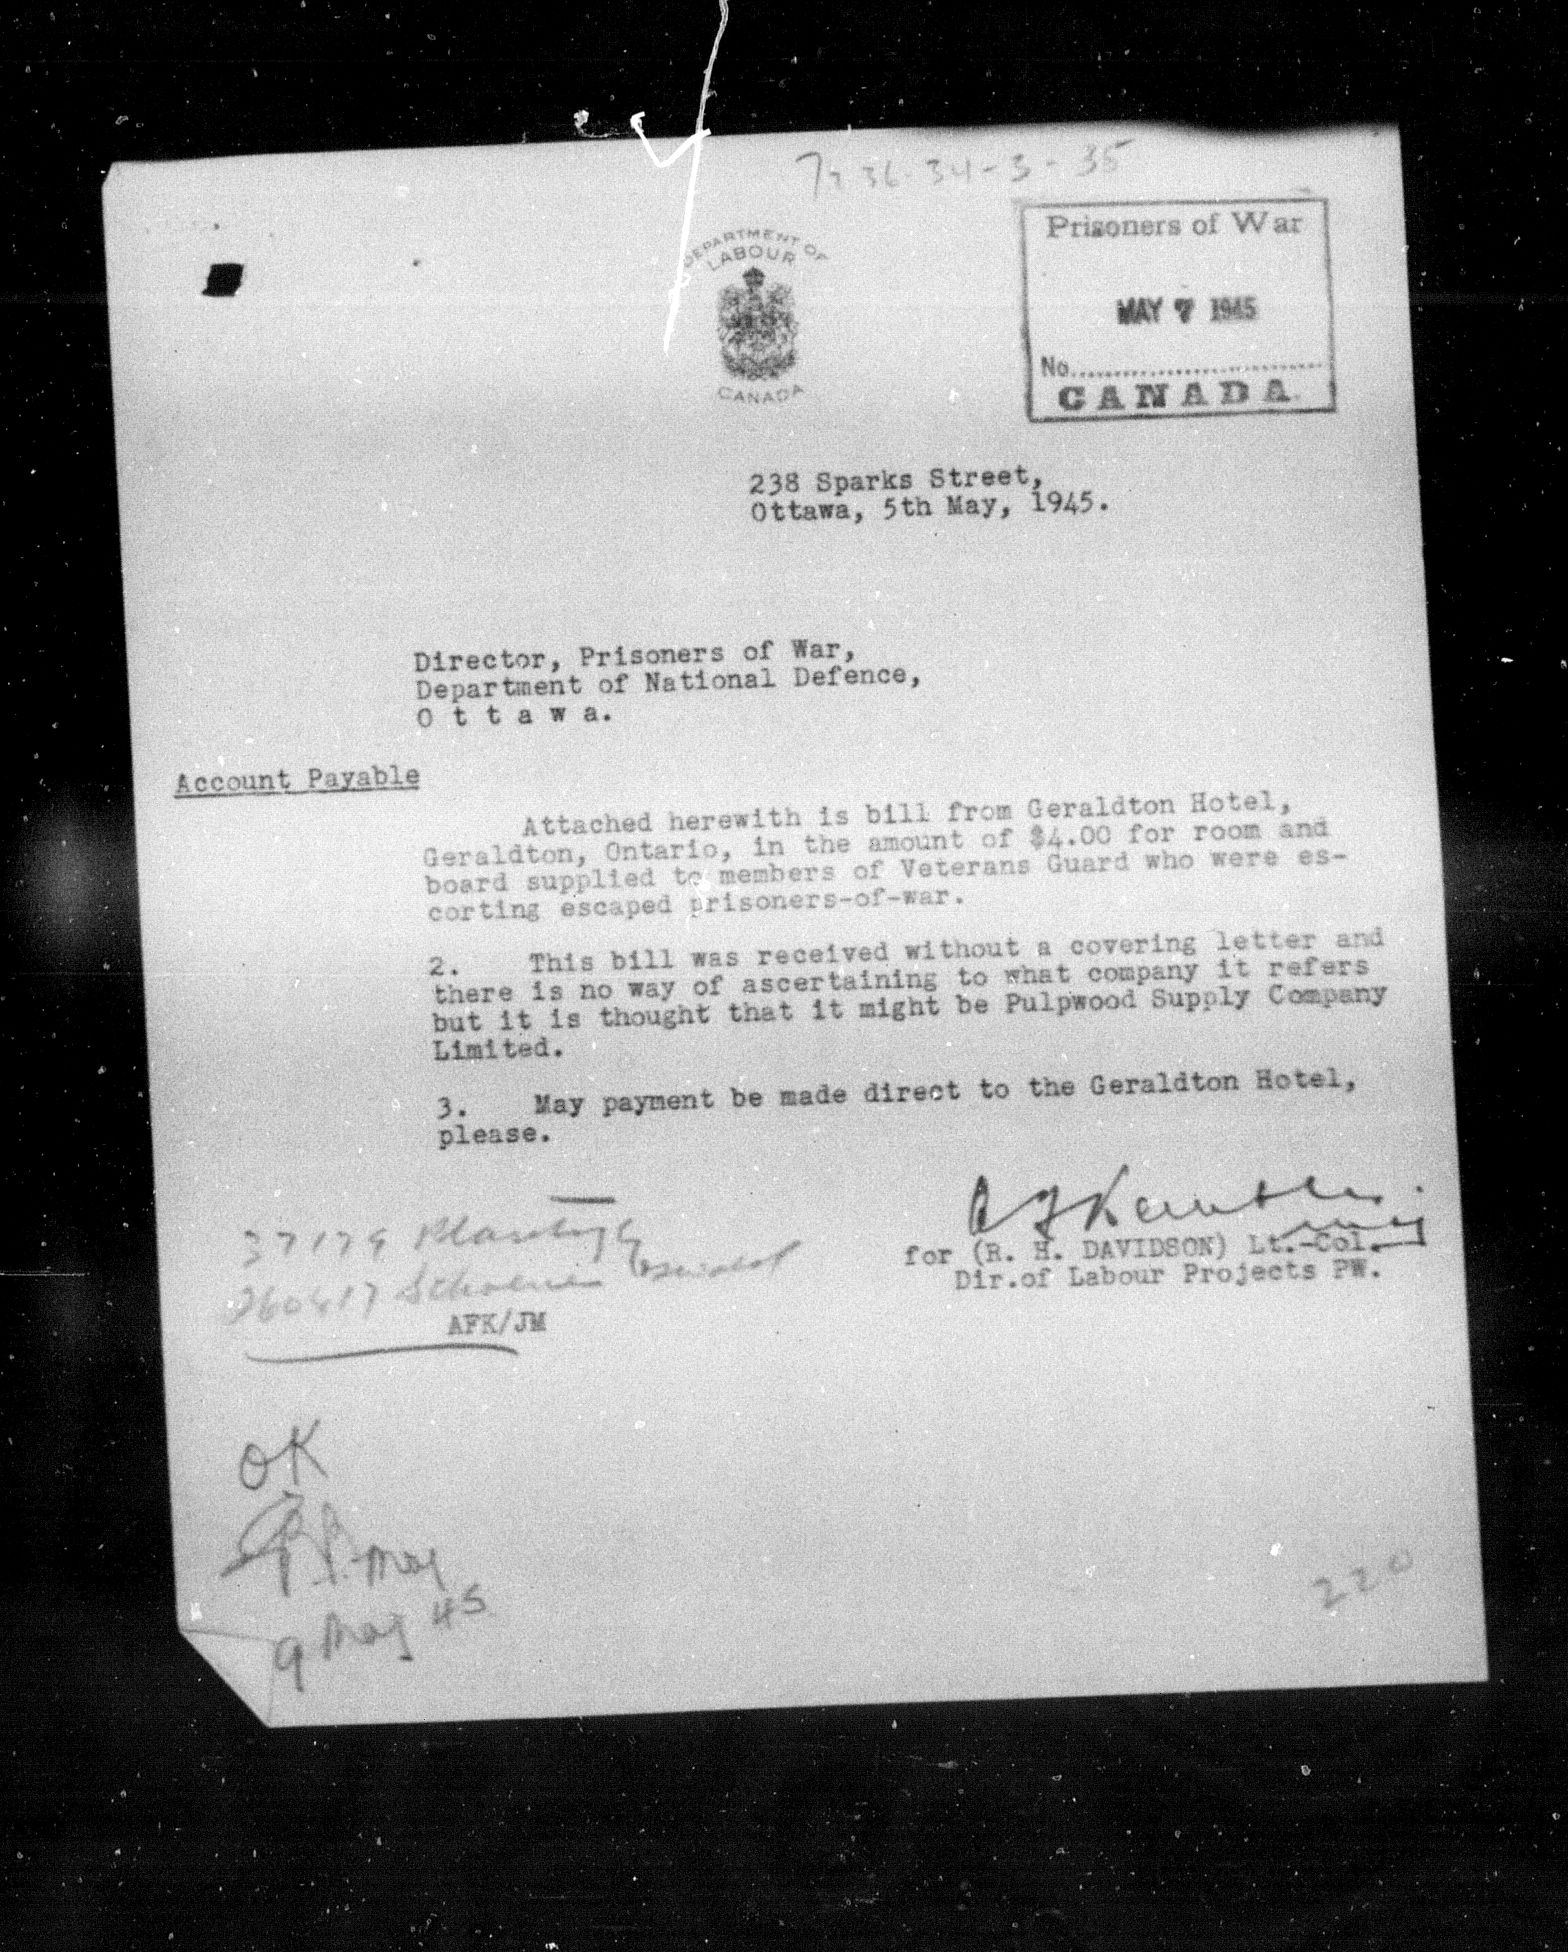 36-34-3-35
DEPARTMENT OF
LABOUR
CANADA
Prisoners of War
MAY 7 1945
No.
CANADA
238 Sparks Street,
Ottawa, 5th May, 1945.
Director, Prisoners of War,
Department of National Defence,
O t t a w a.
Account Payable
Attached herewith is bill from Geraldton Hotel,
Geraldton, Ontario, in the amount of $4.00 for room and
board supplied to members of Veterans Guard who were es-
corting escaped prisoners-of-war.
2. This bill was received without a covering letter and
there is no way of ascertaining to what company it refers
but it is thought that it might be Pulpwood Supply Company
Limited.
3. May payment be made direct to the Geraldton Hotel,
please.
for (R. H. DAVIDSON) Lt.-Col.
Dir.of Labour Projects PW.
Oswald
AFK/JM
OK
Maj
9 May 45
220